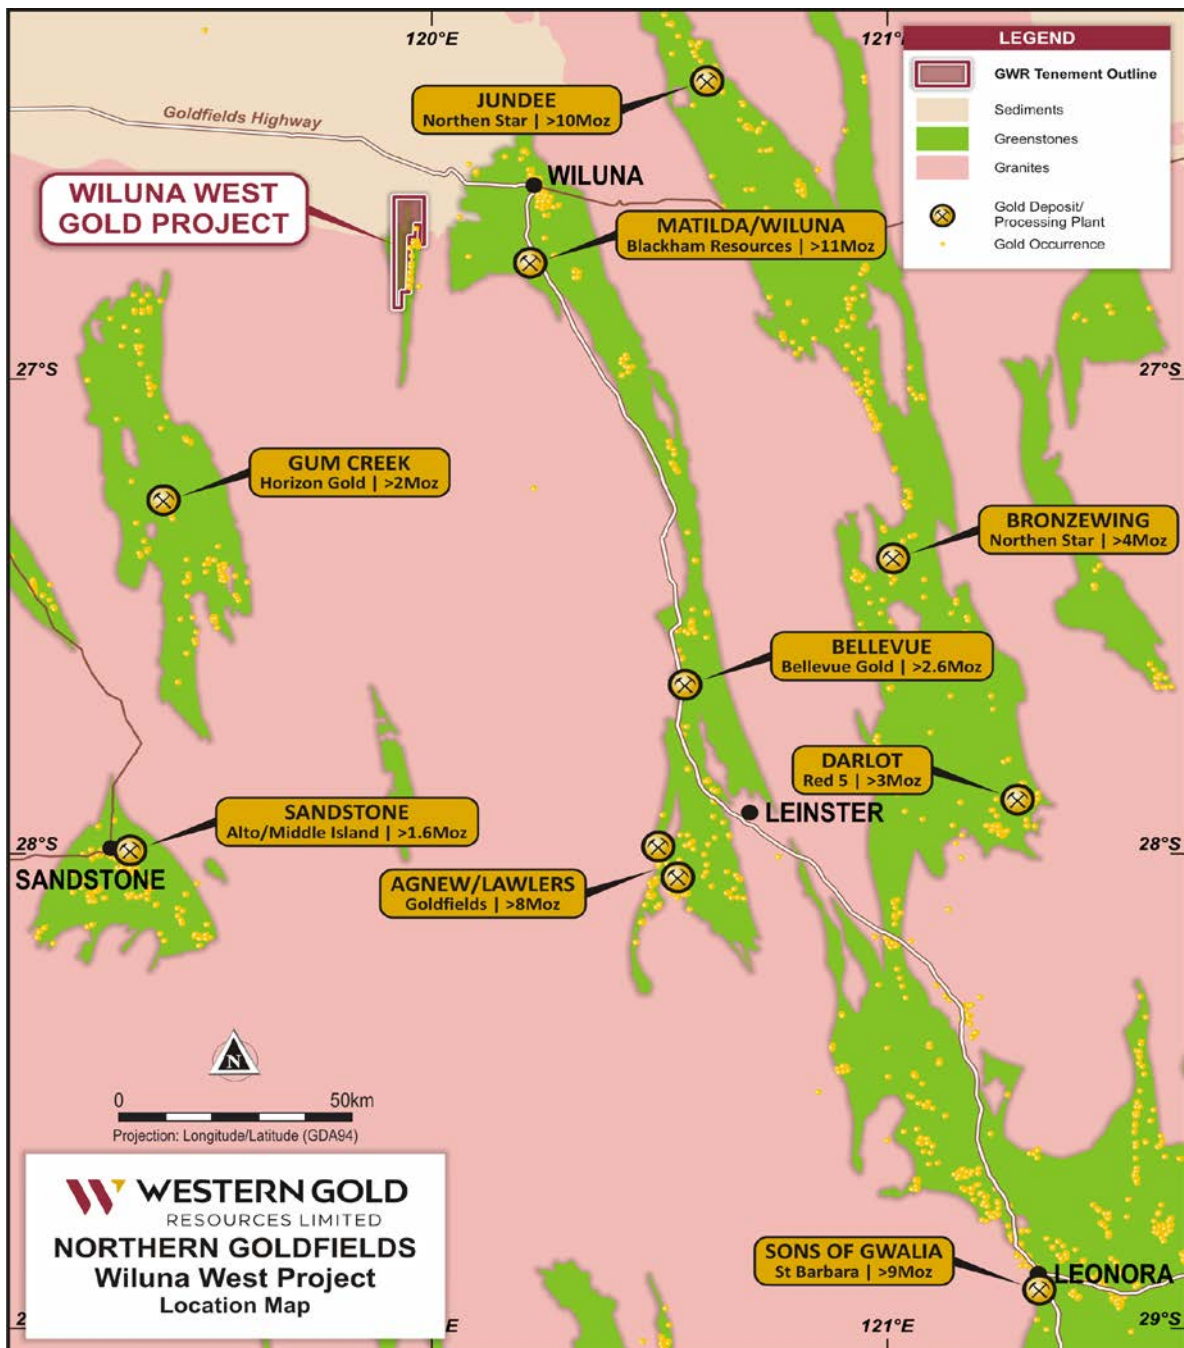 120°E
121°
LEGEND
GWR Tenement Outline
Sediments
Greenstones
Granites
Gold Deposit/
Processing Plant
Gold Occurrence
JUNDEE
Northen Star | >10Moz
Goldfields Highway
WILUNA
WILUNA WEST
GOLD PROJECT
MATILDA/WILUNA
Blackham Resources | >11Moz
27°S
27°S
GUM CREEK
Horizon Gold | >2Moz
BRONZEWING
Northen Star | >4Moz
BELLEVUE
Bellevue Gold | >2.6Moz
DARLOT
Red 5 | >3Moz
LEINSTER
SANDSTONE
Alto/Middle Island | >1.6Moz
28°S
28°S
SANDSTONE
AGNEW/LAWLERS
Goldfields | >8Moz
N
0 50km
Projection: Longitude/Latitude (GDA94)
WESTERN GOLD
RESOURCES LIMITED
NORTHERN GOLDFIELDS
Wiluna West Project
Location Map
SONS OF GWALIA
St Barbara | >9Moz
LEONORA
29°S
2
E
121°E